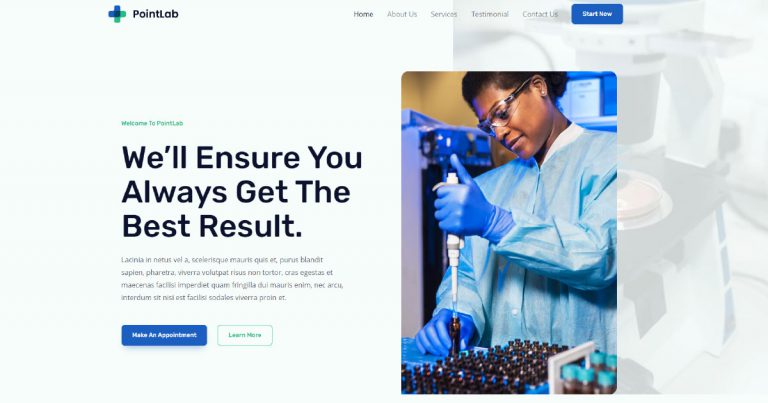 PointLab
Home About Us Services Testimonial Contact Us Start Now
Welcome To PointLab
We’ll Ensure You
Always Get The
Best Result.
Lacinia in netus vel a, scelerisque mauris quis et, purus blandit
sapien, pharetra, viverra volutpat risus non tortor, cras egestas et
maecenas facilisi imperdiet quam fringilla dui mauris enim, nec arcu,
interdum sit nisi est facilisi sodales viverra proin et.
Make An Appointment Learn More